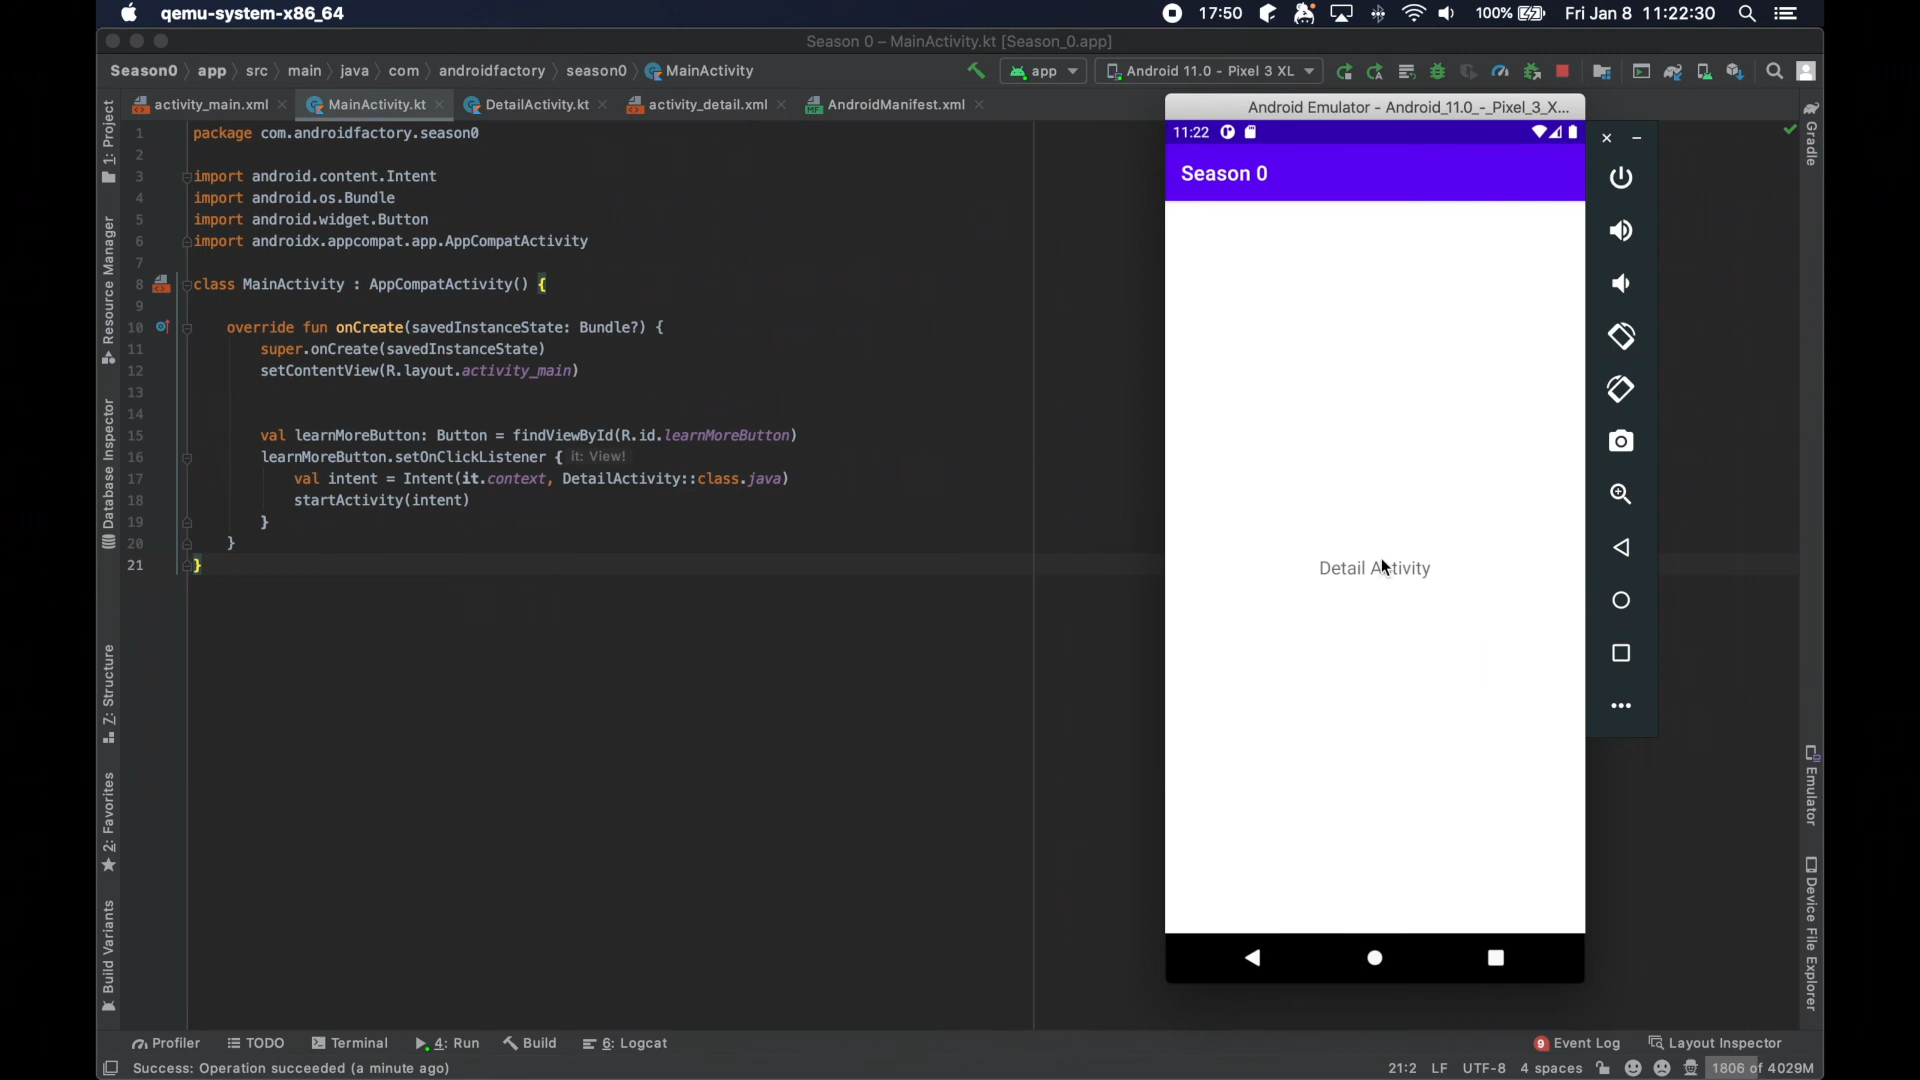 qemu-system-x86_64
17:50
100%
Fri Jan 8 11:22:30
Season 0 – MainActivity.kt [Season_0.app]
Season0 app src main java com androidfactory season0 MainActivity
app
Android 11.0 - Pixel 3 XL
activity_main.xml
MainActivity.kt
DetailActivity.kt
activity_detail.xml
AndroidManifest.xml
1: Project
Resource Manager
Database Inspector
Z: Structure
2: Favorites
Build Variants
1 package com.androidfactory.season0
2
3 import android.content.Intent
4 import android.os.Bundle
5 import android.widget.Button
6 import androidx.appcompat.app.AppCompatActivity
7
8 class MainActivity : AppCompatActivity() {
9
10 override fun onCreate(savedInstanceState: Bundle?) {
11 super.onCreate(savedInstanceState)
12 setContentView(R.layout.activity_main)
13
14
15 val learnMoreButton: Button = findViewById(R.id.learnMoreButton)
16 learnMoreButton.setOnClickListener { it: View!
17 val intent = Intent(it.context, DetailActivity::class.java)
18 startActivity(intent)
19 }
20 }
21 }
Android Emulator - Android_11.0_-_Pixel_3_X...
11:22
Season 0
Detail Activity
Gradle
Emulator
Device File Explorer
Profiler
TODO
Terminal
4: Run
Build
6: Logcat
9 Event Log
Layout Inspector
Success: Operation succeeded (a minute ago)
21:2 LF UTF-8 4 spaces
1806 of 4029M